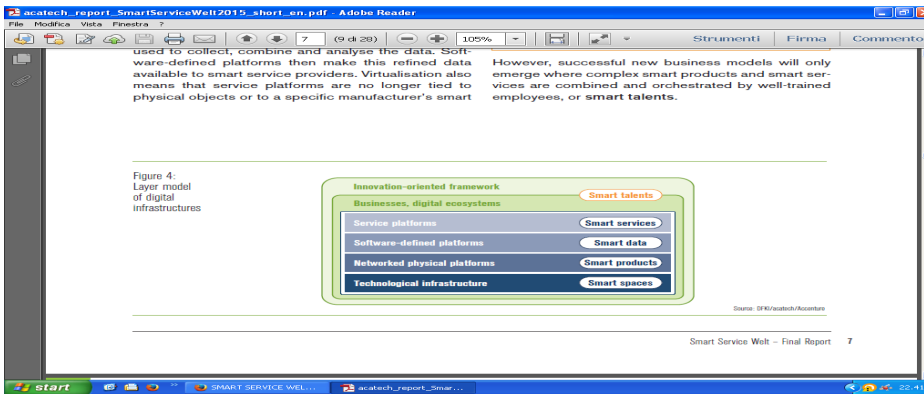 acatech_report_SmartServiceWelt2015_short_en.pdf - Adobe Reader
File Modifica Vista Finestra ?
7 (9 di 28) 105% Strumenti Firma Commento
used to collect, combine and analyse the data. Soft-
ware-defined platforms then make this refined data
available to smart service providers. Virtualisation also
means that service platforms are no longer tied to
physical objects or to a specific manufacturer's smart
However, successful new business models will only
emerge where complex smart products and smart ser-
vices are combined and orchestrated by well-trained
employees, or smart talents.
Figure 4:
Layer model
of digital
infrastructures
Innovation-oriented framework
Smart talents
Businesses, digital ecosystems
Service platforms Smart services
Software-defined platforms Smart data
Networked physical platforms Smart products
Technological infrastructure Smart spaces
Source: DFKI/acatech/Accenture
Smart Service Welt – Final Report 7
start SMART SERVICE WEL... acatech_report_Smar... 22.41